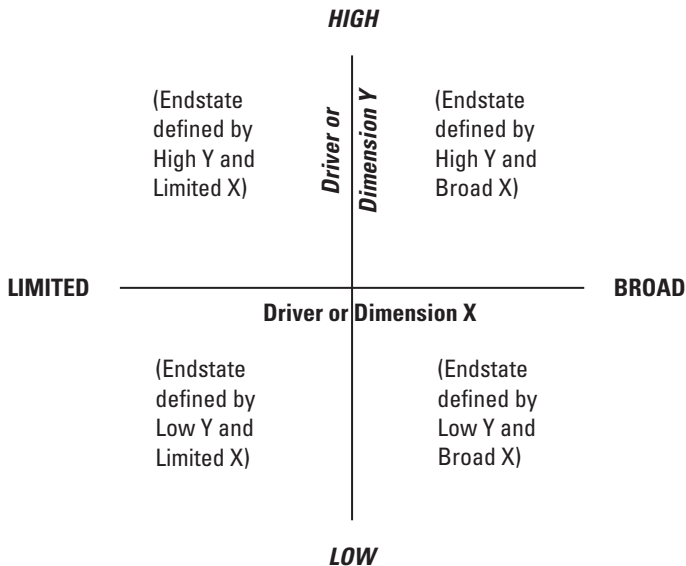 HIGH
(Endstate
defined by
High Y and
Limited X)
Driver or
Dimension Y
(Endstate
defined by
High Y and
Broad X)
LIMITED
BROAD
Driver or Dimension X
(Endstate
defined by
Low Y and
Limited X)
(Endstate
defined by
Low Y and
Broad X)
LOW